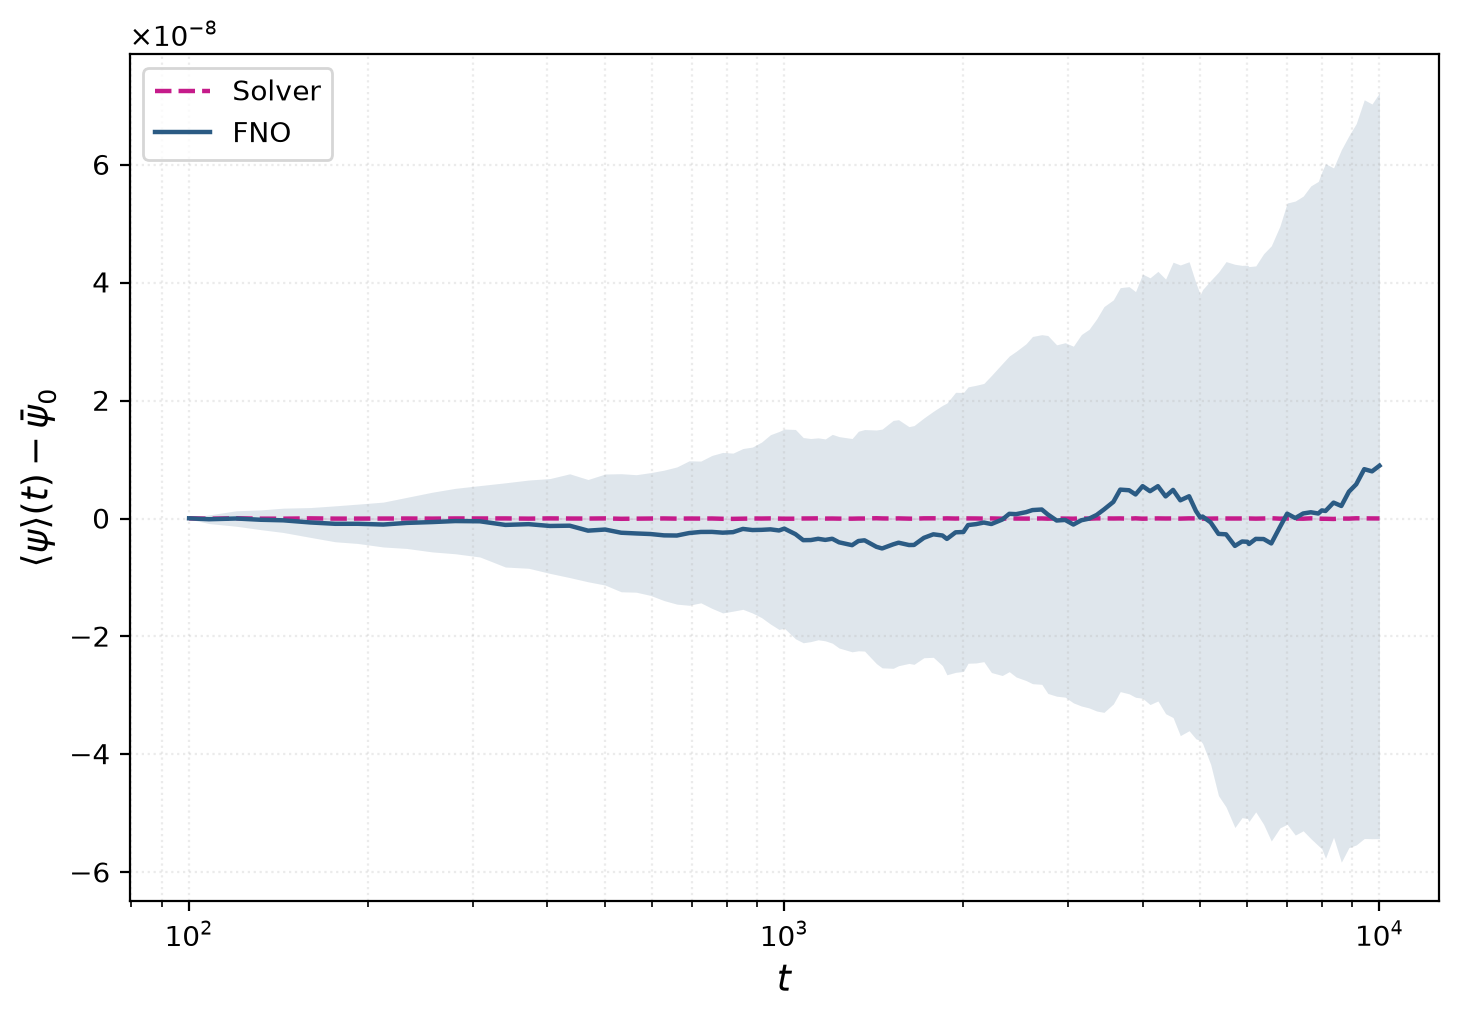 ×10⁻⁸
Solver
FNO
6
4
2
0
−2
−4
−6
⟨ψ⟩(t) − ψ̄₀
10² 10³ 10⁴
t